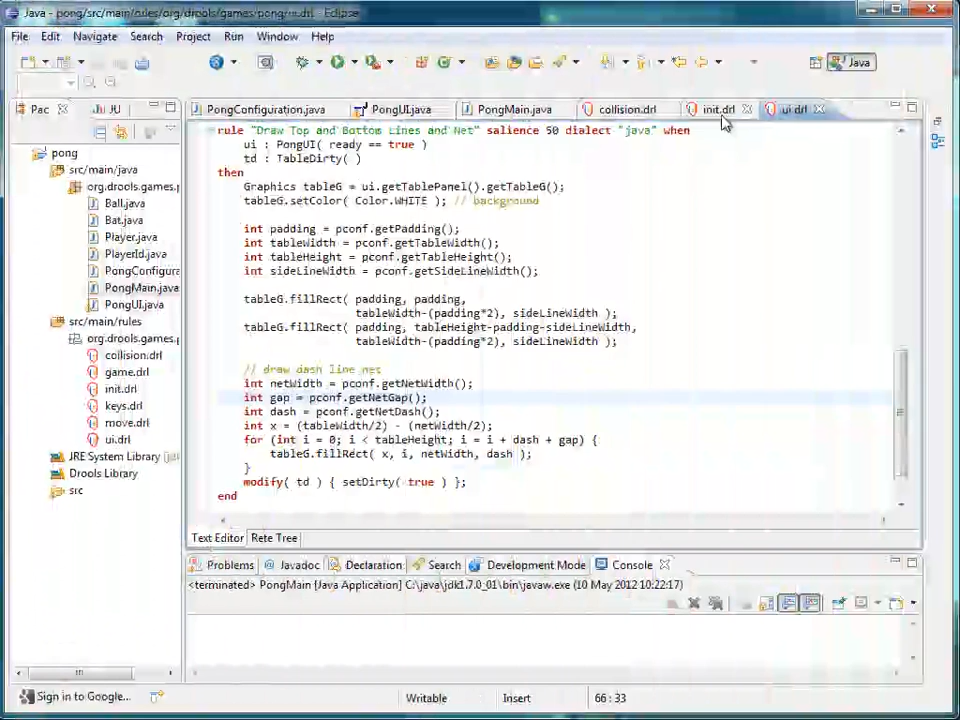 Java - Pong/src/main/rules/org/drools/games/pong/ui.drl - Eclipse
File Edit Navigate Search Project Run Window Help
Java
Pac JU PongConfiguration.java PongUI.java PongMain.java collision.drl init.drl ui.drl
pong
src/main/java
org.drools.games.p
Ball.java
Bat.java
Player.java
PlayerId.java
PongConfigura
PongMain.java
PongUI.java
src/main/rules
org.drools.games.p
collision.drl
game.drl
init.drl
keys.drl
move.drl
ui.drl
JRE System Library [ja
Drools Library
src
rule "Draw Top and Bottom Lines and Net" salience 50 dialect "java" when
ui : PongUI( ready == true )
td : TableDirty( )
then
Graphics tableG = ui.getTablePanel().getTableG();
tableG.setColor( Color.WHITE ); // background
int padding = pconf.getPadding();
int tableWidth = pconf.getTableWidth();
int tableHeight = pconf.getTableHeight();
int sideLineWidth = pconf.getSideLineWidth();
tableG.fillRect( padding, padding,
tableWidth-(padding*2), sideLineWidth );
tableG.fillRect( padding, tableHeight-padding-sideLineWidth,
tableWidth-(padding*2), sideLineWidth );
// draw dash line net
int netWidth = pconf.getNetWidth();
int gap = pconf.getNetGap();
int dash = pconf.getNetDash();
int x = (tableWidth/2) - (netWidth/2);
for (int i = 0; i < tableHeight; i = i + dash + gap) {
tableG.fillRect( x, i, netWidth, dash );
}
modify( td ) { setDirty( true ) };
end
Text Editor Rete Tree
Problems Javadoc Declaration Search Development Mode Console
<terminated> PongMain [Java Application] C:\java\jdk1.7.0_01\bin\javaw.exe (10 May 2012 10:22:17)
Sign in to Google... Writable Insert 66 : 33